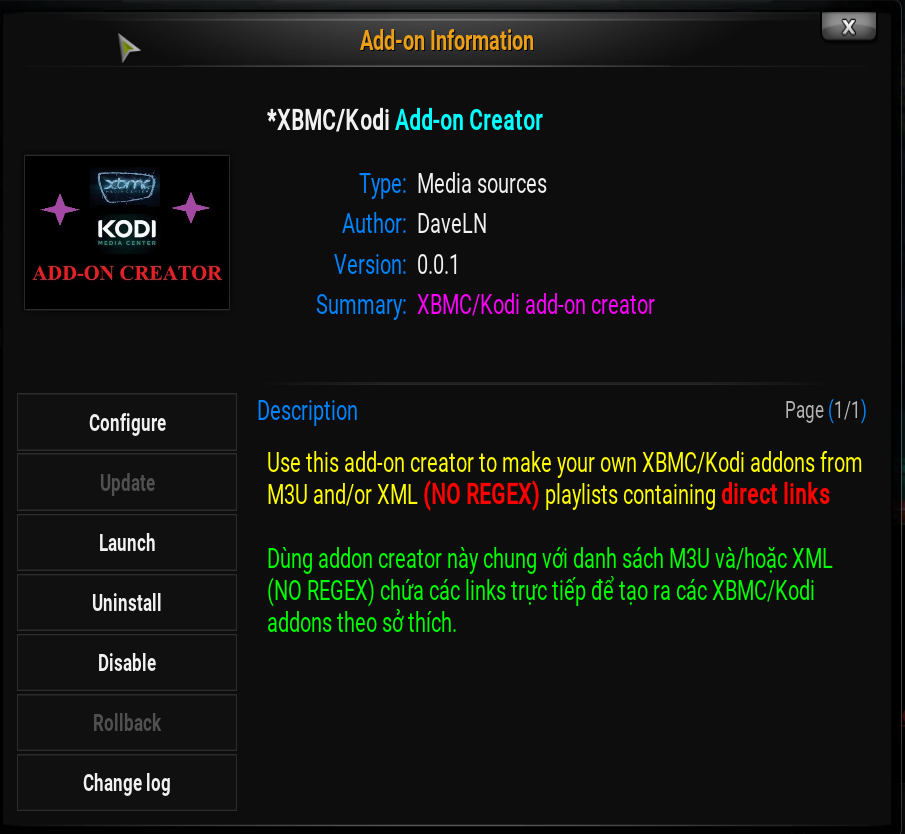 Add-on Information
X
*XBMC/Kodi Add-on Creator
xbmc
MEDIA CENTER
KODI
MEDIA CENTER
ADD-ON CREATOR
Type: Media sources
Author: DaveLN
Version: 0.0.1
Summary: XBMC/Kodi add-on creator
Configure
Update
Launch
Uninstall
Disable
Rollback
Change log
Description
Page (1/1)
Use this add-on creator to make your own XBMC/Kodi addons from
M3U and/or XML (NO REGEX) playlists containing direct links
Dùng addon creator này chung với danh sách M3U và/hoặc XML
(NO REGEX) chứa các links trực tiếp để tạo ra các XBMC/Kodi
addons theo sở thích.